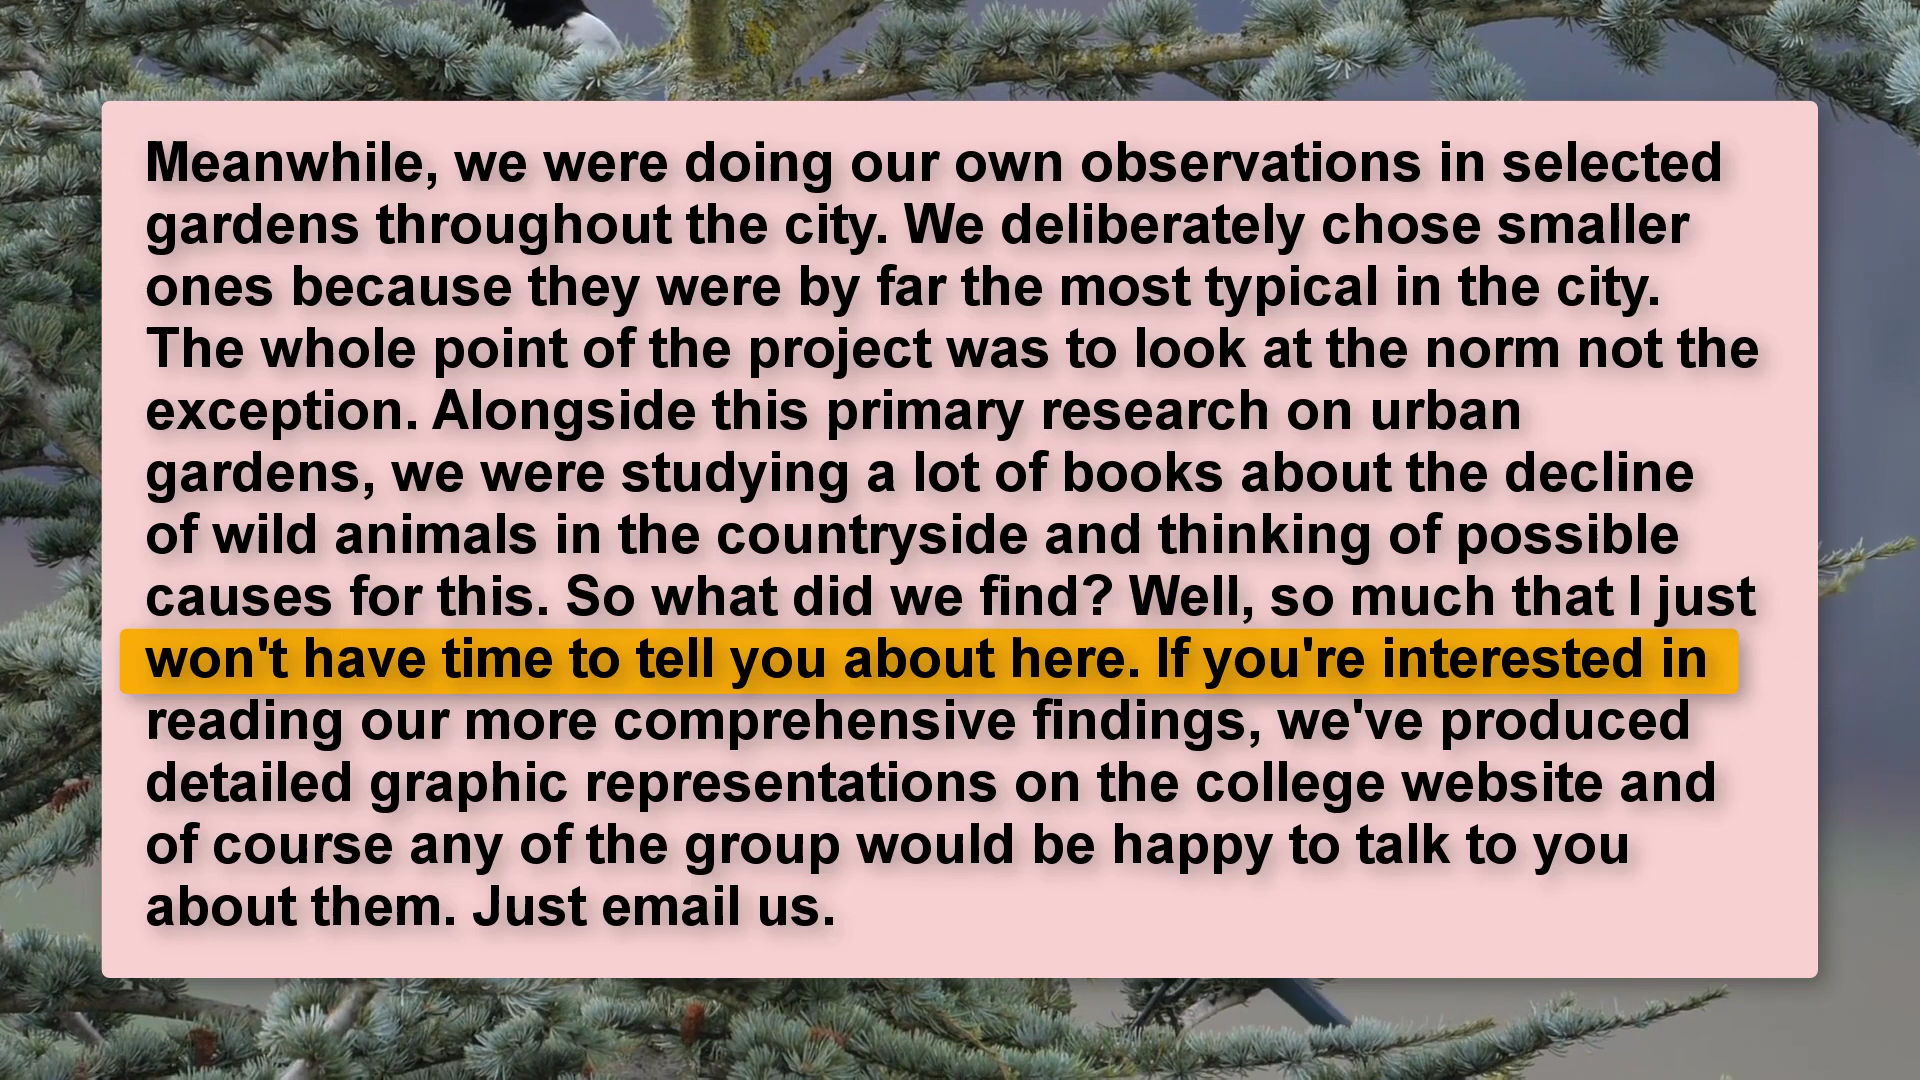 Meanwhile, we were doing our own observations in selected
gardens throughout the city. We deliberately chose smaller
ones because they were by far the most typical in the city.
The whole point of the project was to look at the norm not the
exception. Alongside this primary research on urban
gardens, we were studying a lot of books about the decline
of wild animals in the countryside and thinking of possible
causes for this. So what did we find? Well, so much that I just
won't have time to tell you about here. If you're interested in
reading our more comprehensive findings, we've produced
detailed graphic representations on the college website and
of course any of the group would be happy to talk to you
about them. Just email us.